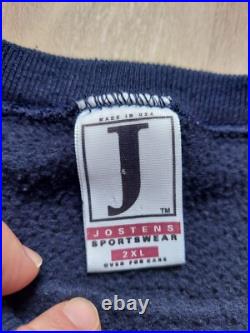 MADE IN USA
J
TM
JOSTENS
SPORTSWEAR
2XL
OVER FOR CARE